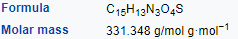 Formula C₁₅H₁₃N₃O₄S
Molar mass 331.348 g/mol g·mol⁻¹